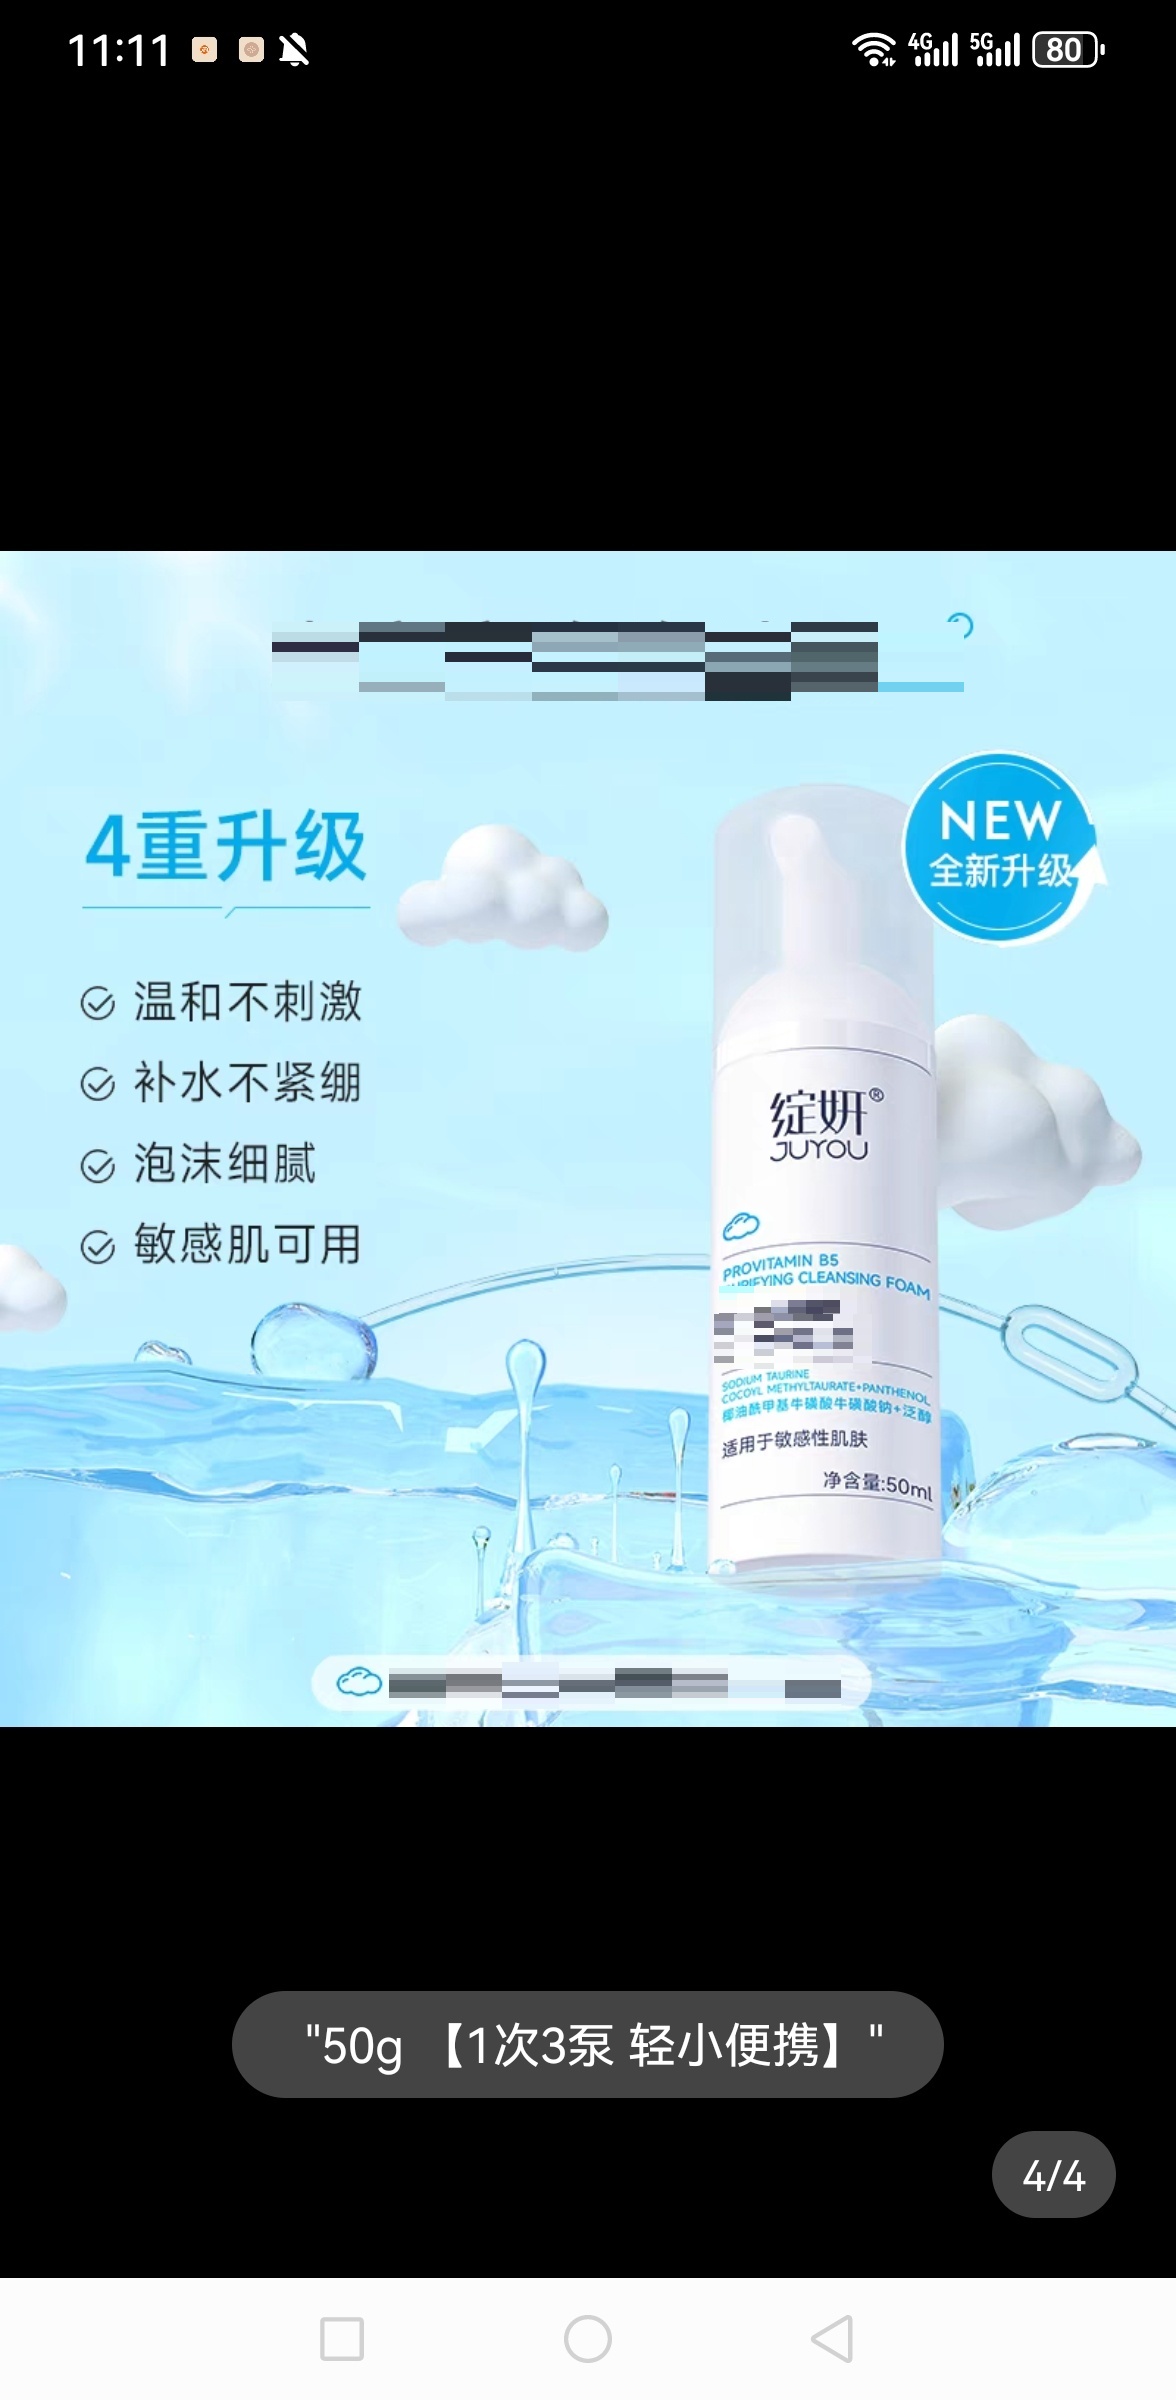 11:11
4G
5G
80
4重升级
NEW
全新升级
温和不刺激
补水不紧绷
泡沫细腻
敏感肌可用
绽妍®
JUYOU
PROVITAMIN B5
PURIFYING CLEANSING FOAM
SODIUM TAURINE
COCOYL METHYLTAURATE+PANTHENOL
椰油酰甲基牛磺酸牛磺酸钠+泛醇
适用于敏感性肌肤
净含量:50ml
"50g 【1次3泵 轻小便携】"
4/4